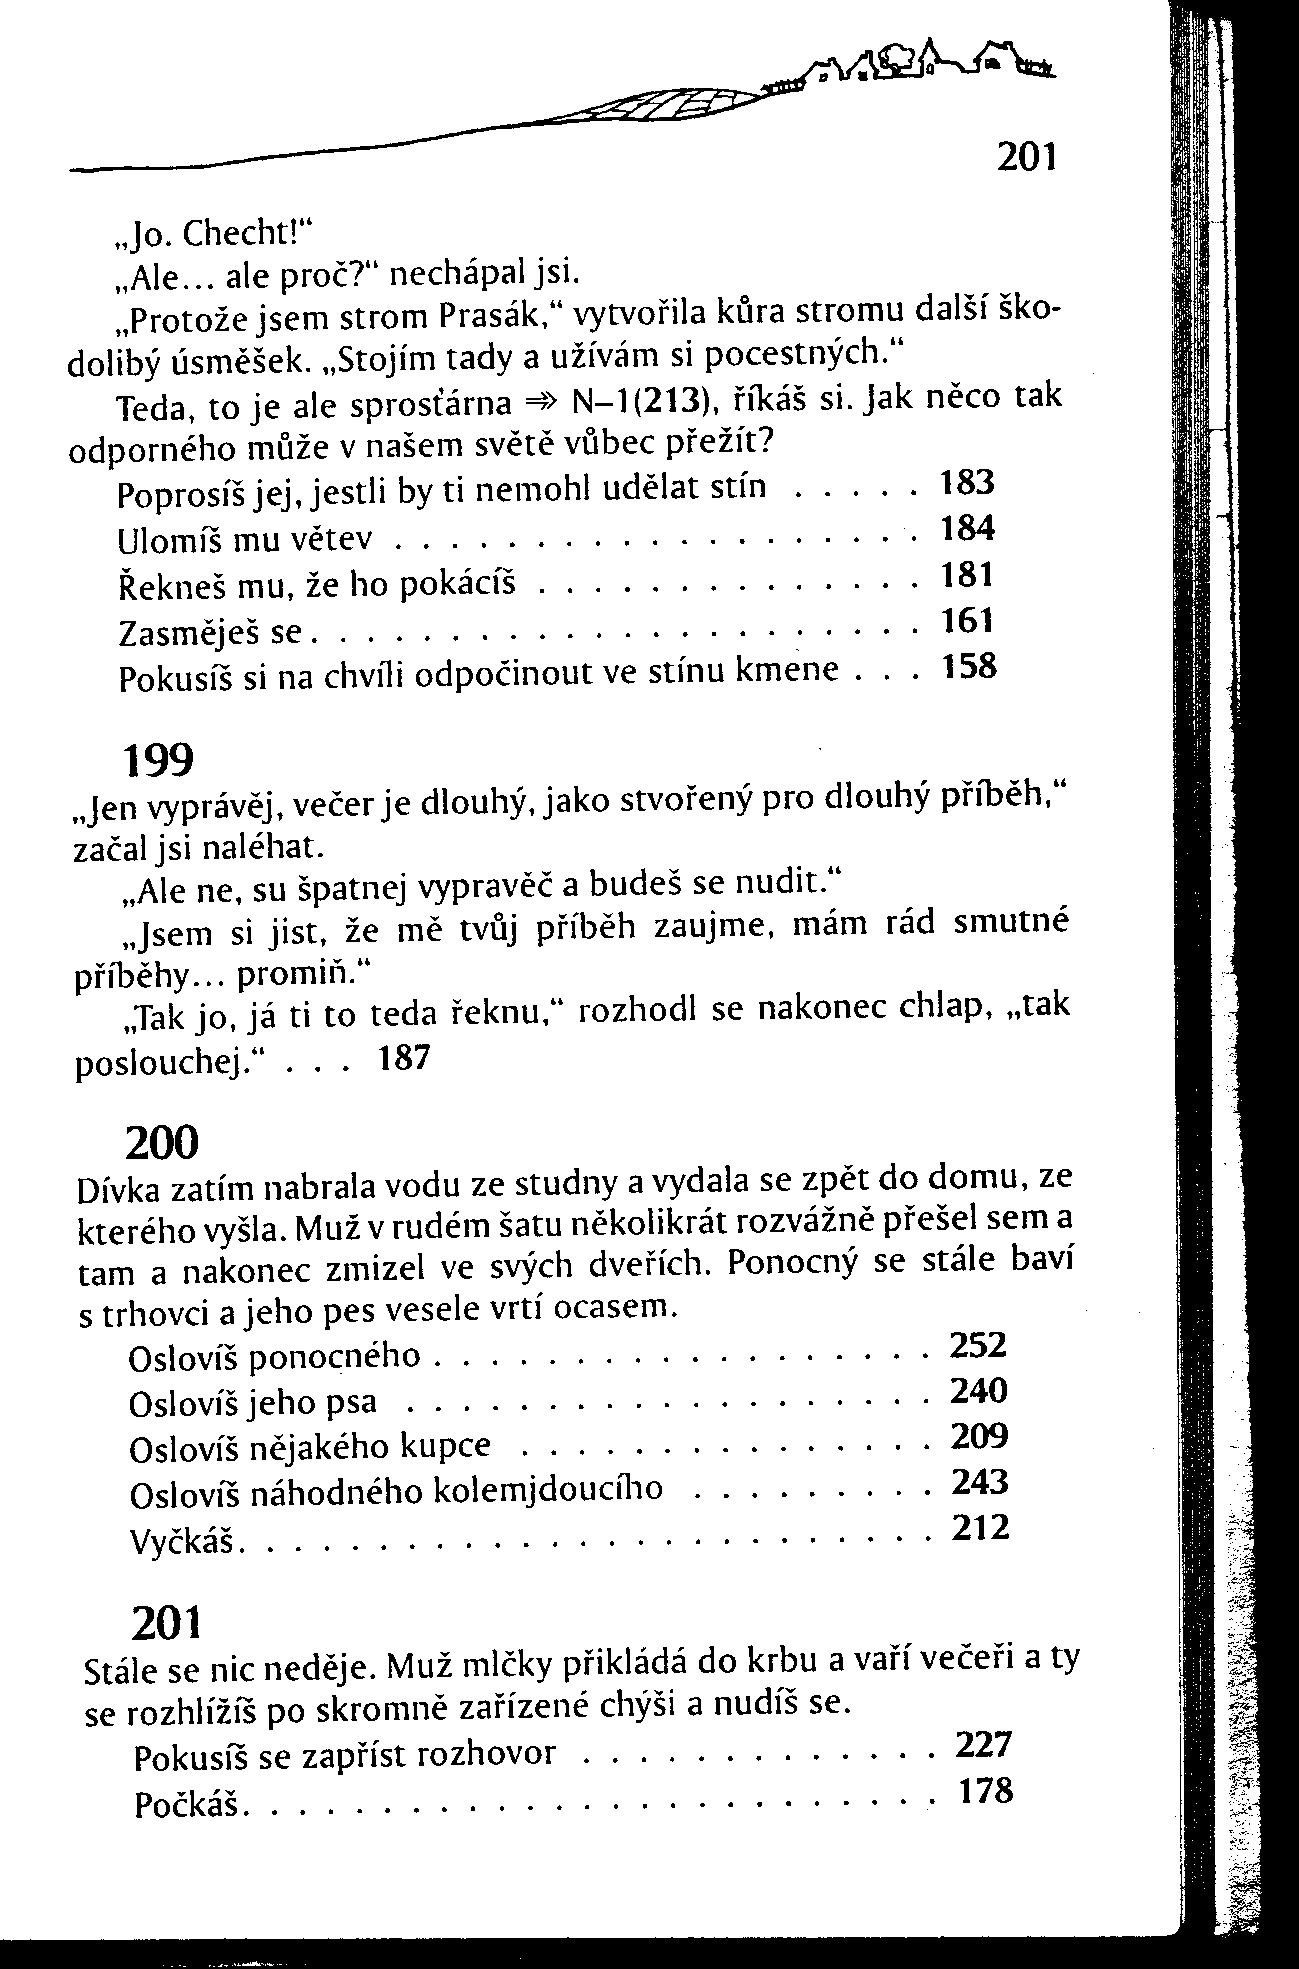 201
„Jo. Checht!“
„Ale... ale proč?“ nechápal jsi.
„Protože jsem strom Prasák,“ vytvořila kůra stromu další ško-
dolibý úsměšek. „Stojím tady a užívám si pocestných.“
Teda, to je ale sprosťárna ⇒ N–1(213), říkáš si. Jak něco tak
odporného může v našem světě vůbec přežít?
Poprosíš jej, jestli by ti nemohl udělat stín . . . . . 183
Ulomíš mu větev . . . . . . . . . . . . . . . . . . . 184
Řekneš mu, že ho pokácíš . . . . . . . . . . . . . . 181
Zasměješ se . . . . . . . . . . . . . . . . . . . . . . 161
Pokusíš si na chvíli odpočinout ve stínu kmene . . . 158
199
„Jen vyprávěj, večer je dlouhý, jako stvořený pro dlouhý příběh,“
začal jsi naléhat.
„Ale ne, su špatnej vypravěč a budeš se nudit.“
„Jsem si jist, že mě tvůj příběh zaujme, mám rád smutné
příběhy... promiň.“
„Tak jo, já ti to teda řeknu,“ rozhodl se nakonec chlap, „tak
poslouchej.“ . . . 187
200
Dívka zatím nabrala vodu ze studny a vydala se zpět do domu, ze
kterého vyšla. Muž v rudém šatu několikrát rozvážně přešel sem a
tam a nakonec zmizel ve svých dveřích. Ponocný se stále baví
s trhovci a jeho pes vesele vrtí ocasem.
Oslovíš ponocného . . . . . . . . . . . . . . . . . . 252
Oslovíš jeho psa . . . . . . . . . . . . . . . . . . . 240
Oslovíš nějakého kupce . . . . . . . . . . . . . . . 209
Oslovíš náhodného kolemjdoucího . . . . . . . . . 243
Vyčkáš . . . . . . . . . . . . . . . . . . . . . . . . . 212
201
Stále se nic neděje. Muž mlčky přikládá do krbu a vaří večeři a ty
se rozhlížíš po skromně zařízené chýši a nudíš se.
Pokusíš se zapříst rozhovor . . . . . . . . . . . . . 227
Počkáš . . . . . . . . . . . . . . . . . . . . . . . . . 178